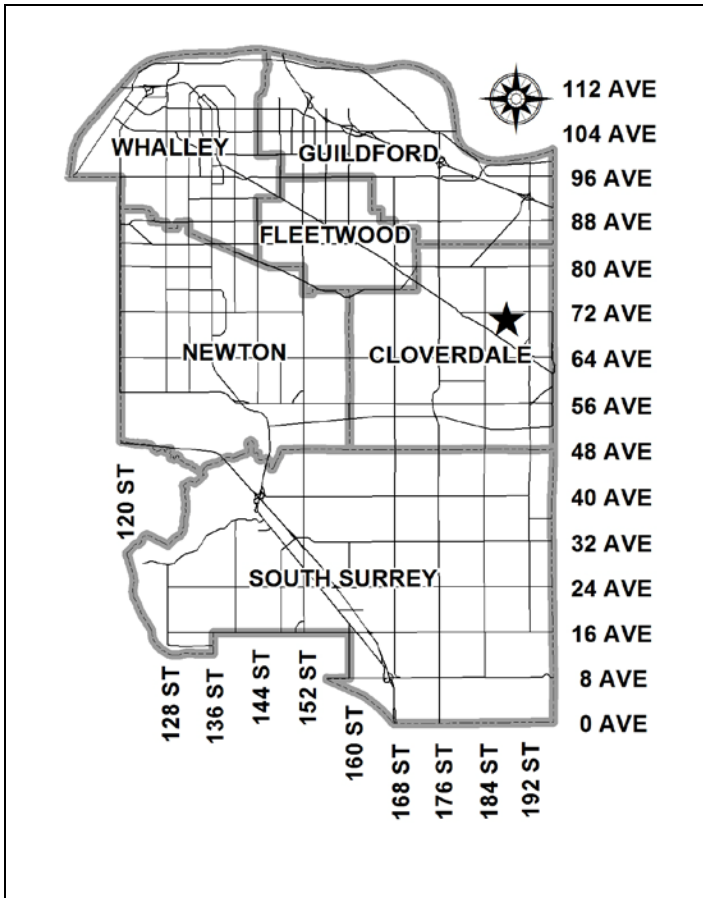 112 AVE
104 AVE
WHALLEY
GUILDFORD
96 AVE
88 AVE
FLEETWOOD
80 AVE
72 AVE
NEWTON
CLOVERDALE
64 AVE
56 AVE
48 AVE
120 ST
40 AVE
32 AVE
SOUTH SURREY
24 AVE
16 AVE
128 ST
136 ST
144 ST
152 ST
8 AVE
160 ST
0 AVE
168 ST
176 ST
184 ST
192 ST